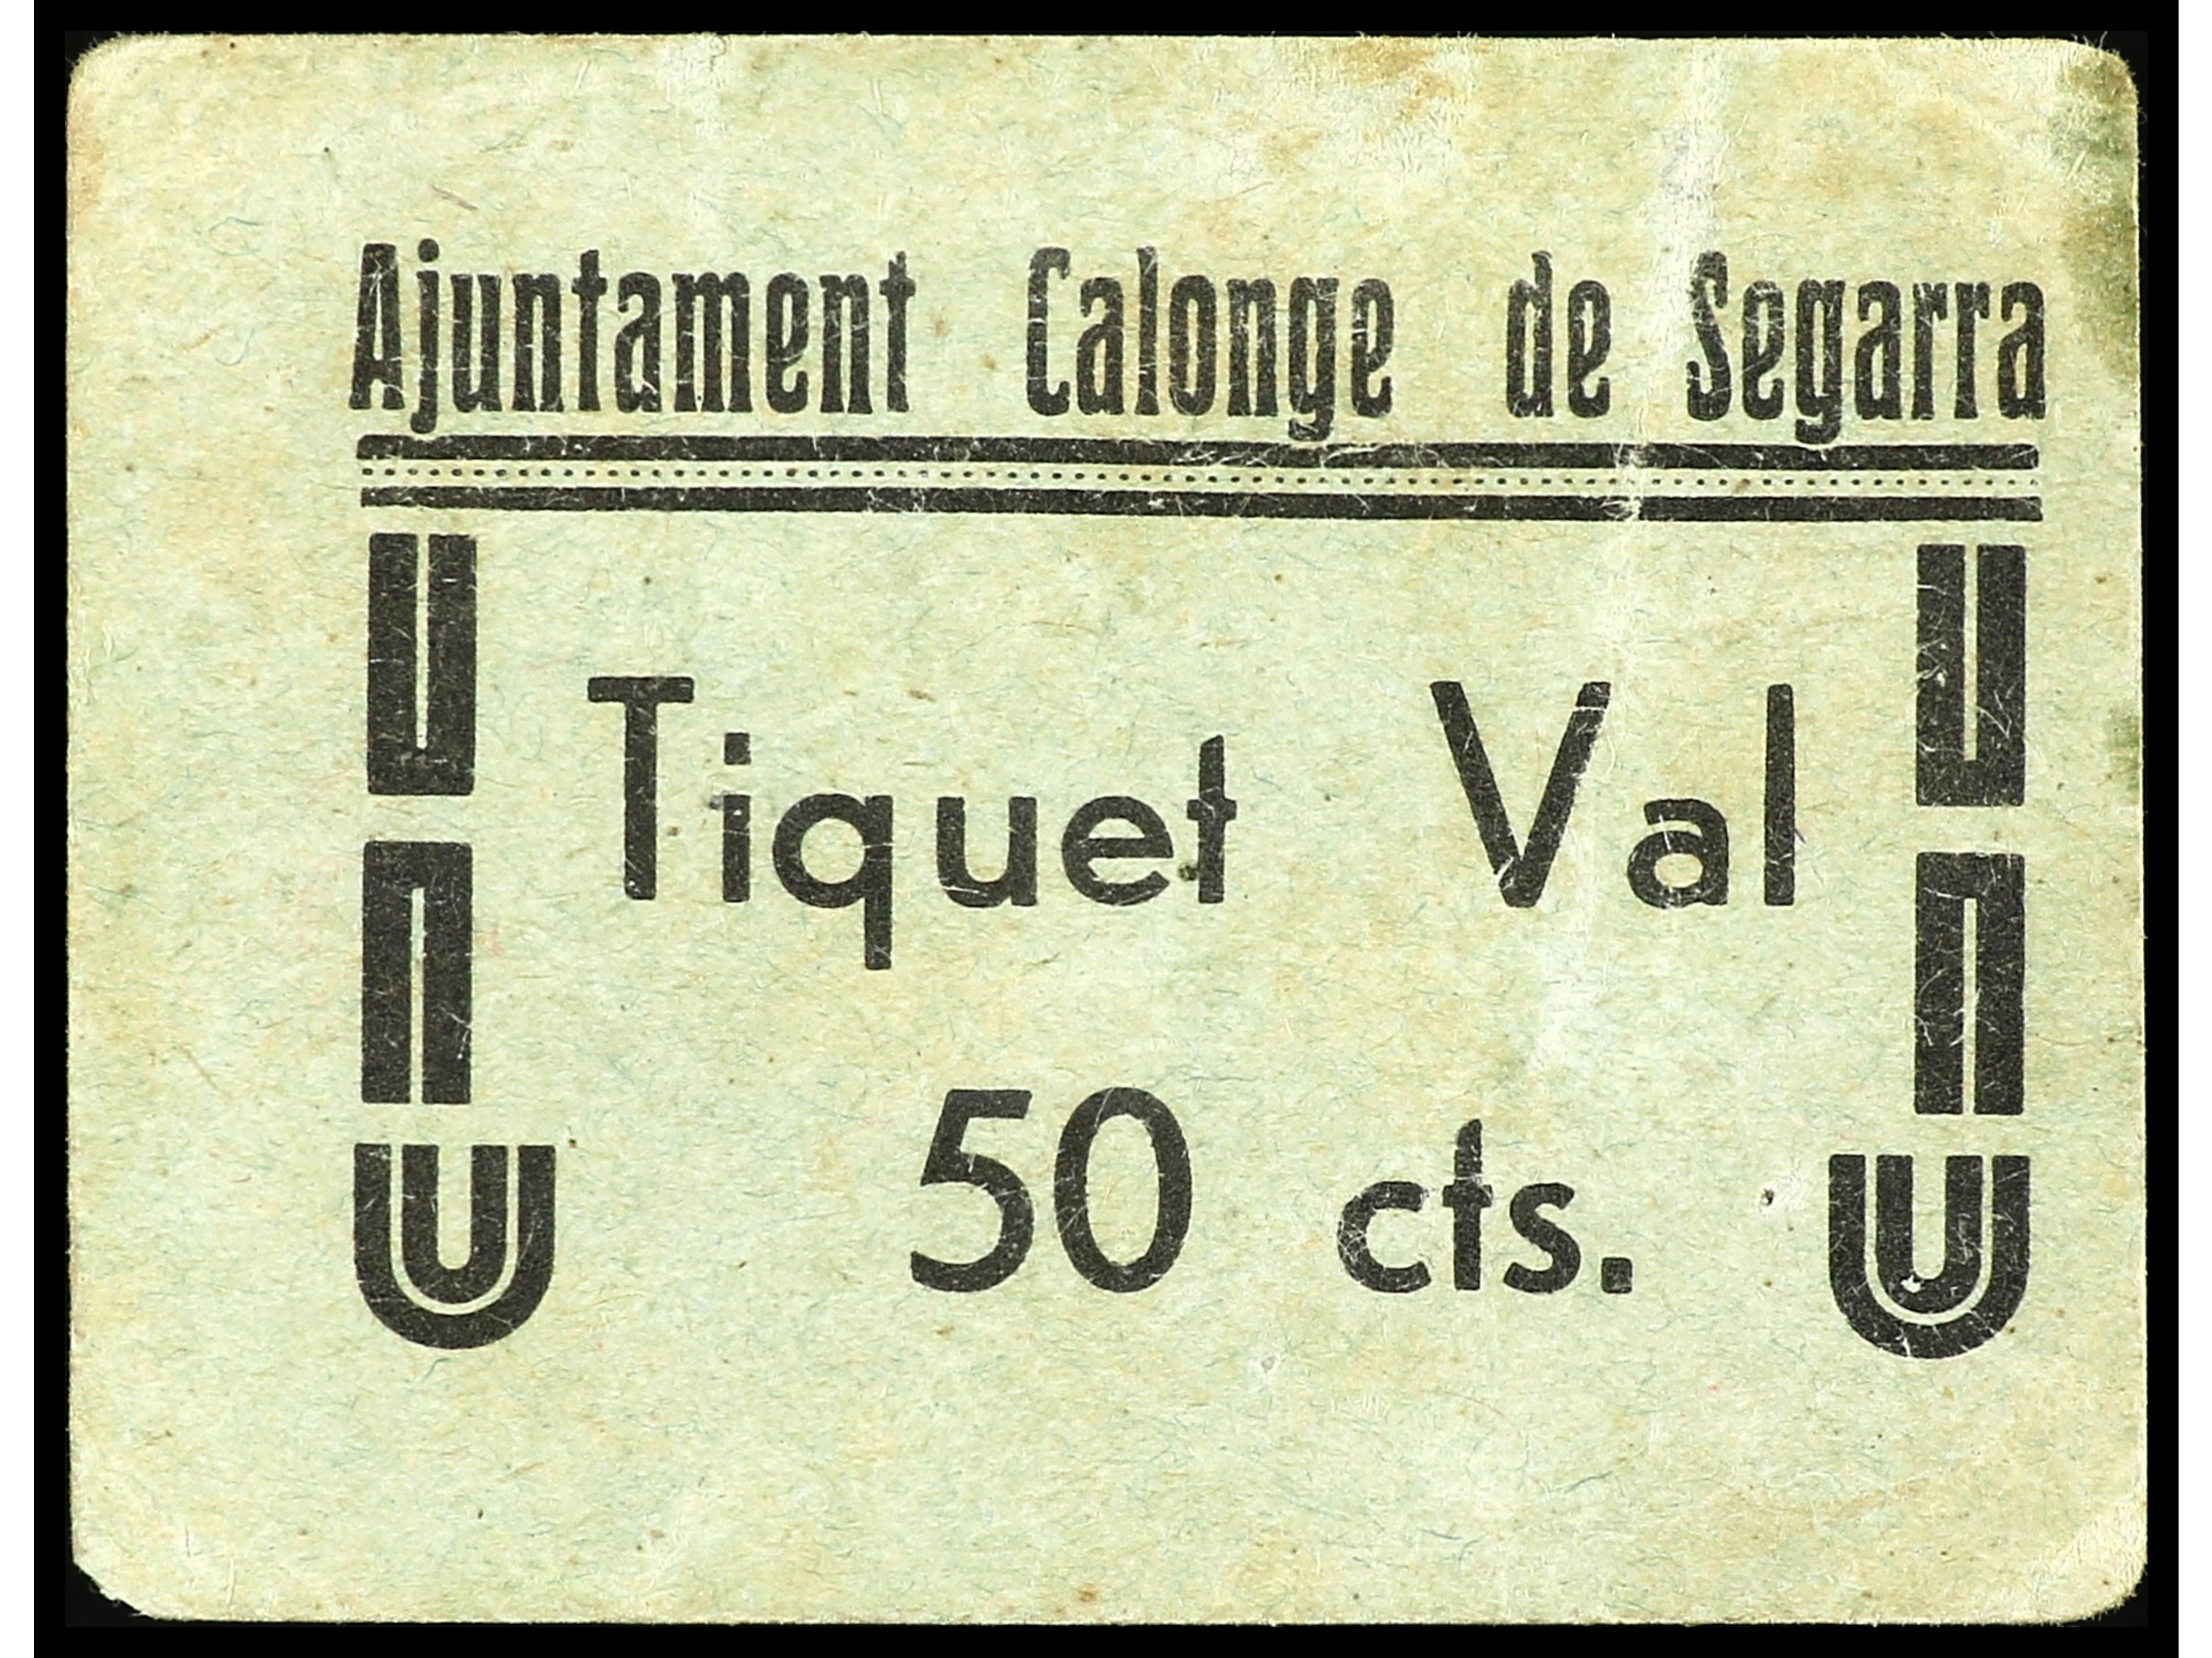 Ajuntament Calonge de Segarra
Tiquet Val
50 cts.